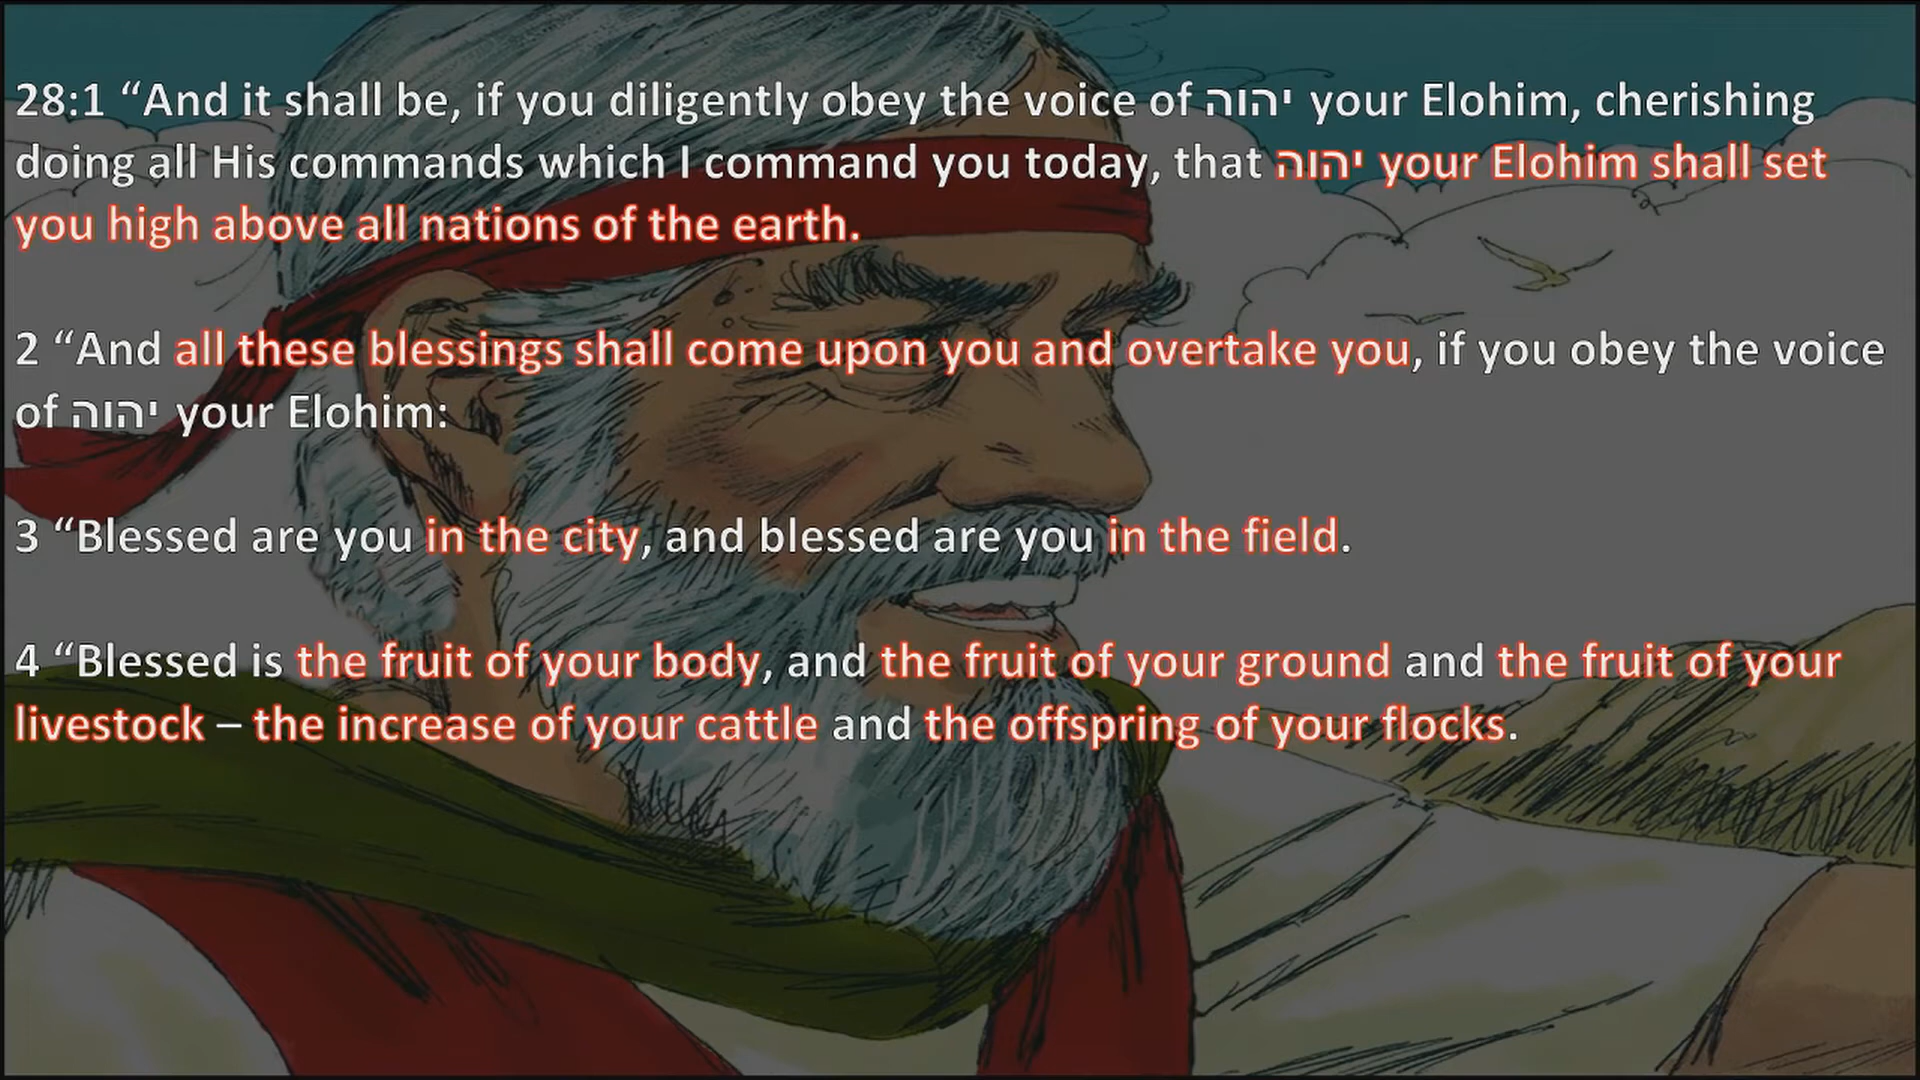 28:1 “And it shall be, if you diligently obey the voice of יהוה your Elohim, cherishing
doing all His commands which I command you today, that יהוה your Elohim shall set
you high above all nations of the earth.
2 “And all these blessings shall come upon you and overtake you, if you obey the voice
of יהוה your Elohim:
3 “Blessed are you in the city, and blessed are you in the field.
4 “Blessed is the fruit of your body, and the fruit of your ground and the fruit of your
livestock – the increase of your cattle and the offspring of your flocks.